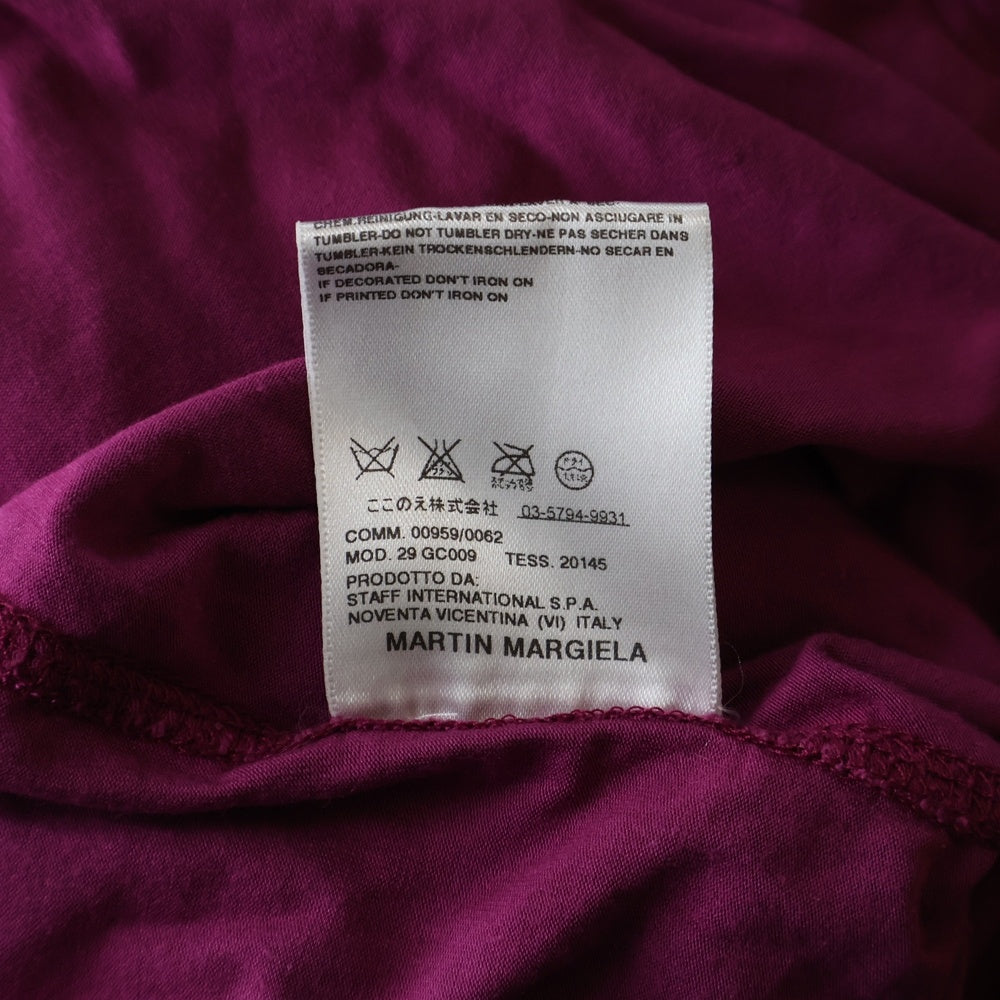 CHEM.REINIGUNG-LAVAR EN SECO-NON ASCIUGARE IN
TUMBLER-DO NOT TUMBLER DRY-NE PAS SECHER DANS
TUMBLER-KEIN TROCKENSCHLENDERN-NO SECAR EN
SECADORA-
IF DECORATED DON'T IRON ON
IF PRINTED DON'T IRON ON
ここのえ株式会社 03-5794-9931
COMM. 00959/0062
MOD. 29 GC009 TESS. 20145
PRODOTTO DA:
STAFF INTERNATIONAL S.P.A.
NOVENTA VICENTINA (VI) ITALY
MARTIN MARGIELA